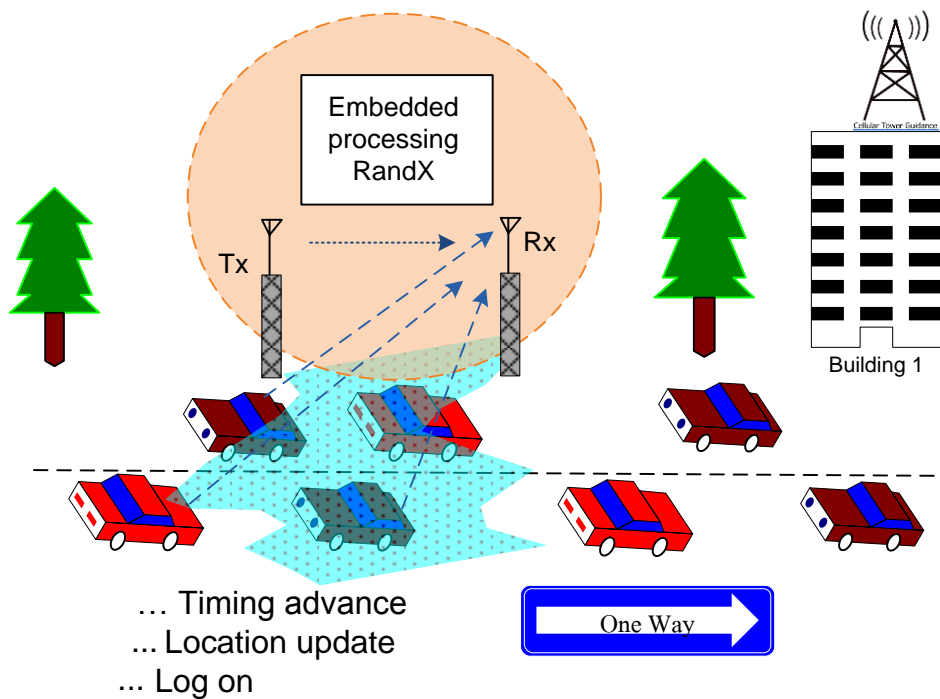 Embedded
processing
RandX
Cellular Tower Guidance
Tx
Rx
Building 1
… Timing advance
... Location update
... Log on
One Way